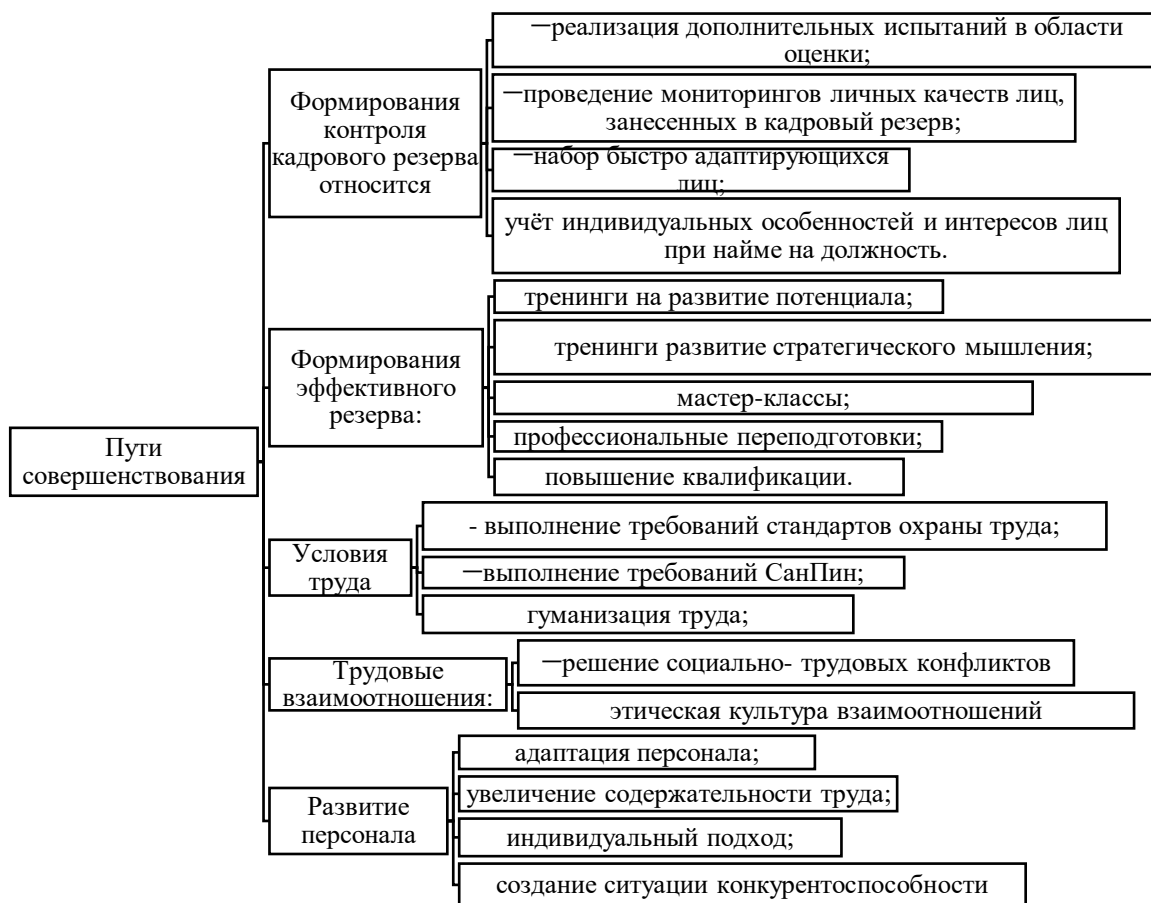 Пути
совершенствования
Формирования
контроля
кадрового резерва
относится
—реализация дополнительных испытаний в области
оценки;
—проведение мониторингов личных качеств лиц,
занесенных в кадровый резерв;
—набор быстро адаптирующихся
лиц;
учёт индивидуальных особенностей и интересов лиц
при найме на должность.
Формирования
эффективного
резерва:
тренинги на развитие потенциала;
тренинги развитие стратегического мышления;
мастер-классы;
профессиональные переподготовки;
повышение квалификации.
Условия
труда
- выполнение требований стандартов охраны труда;
—выполнение требований СанПин;
гуманизация труда;
Трудовые
взаимоотношения:
—решение социально- трудовых конфликтов
этическая культура взаимоотношений
Развитие
персонала
адаптация персонала;
увеличение содержательности труда;
индивидуальный подход;
создание ситуации конкурентоспособности